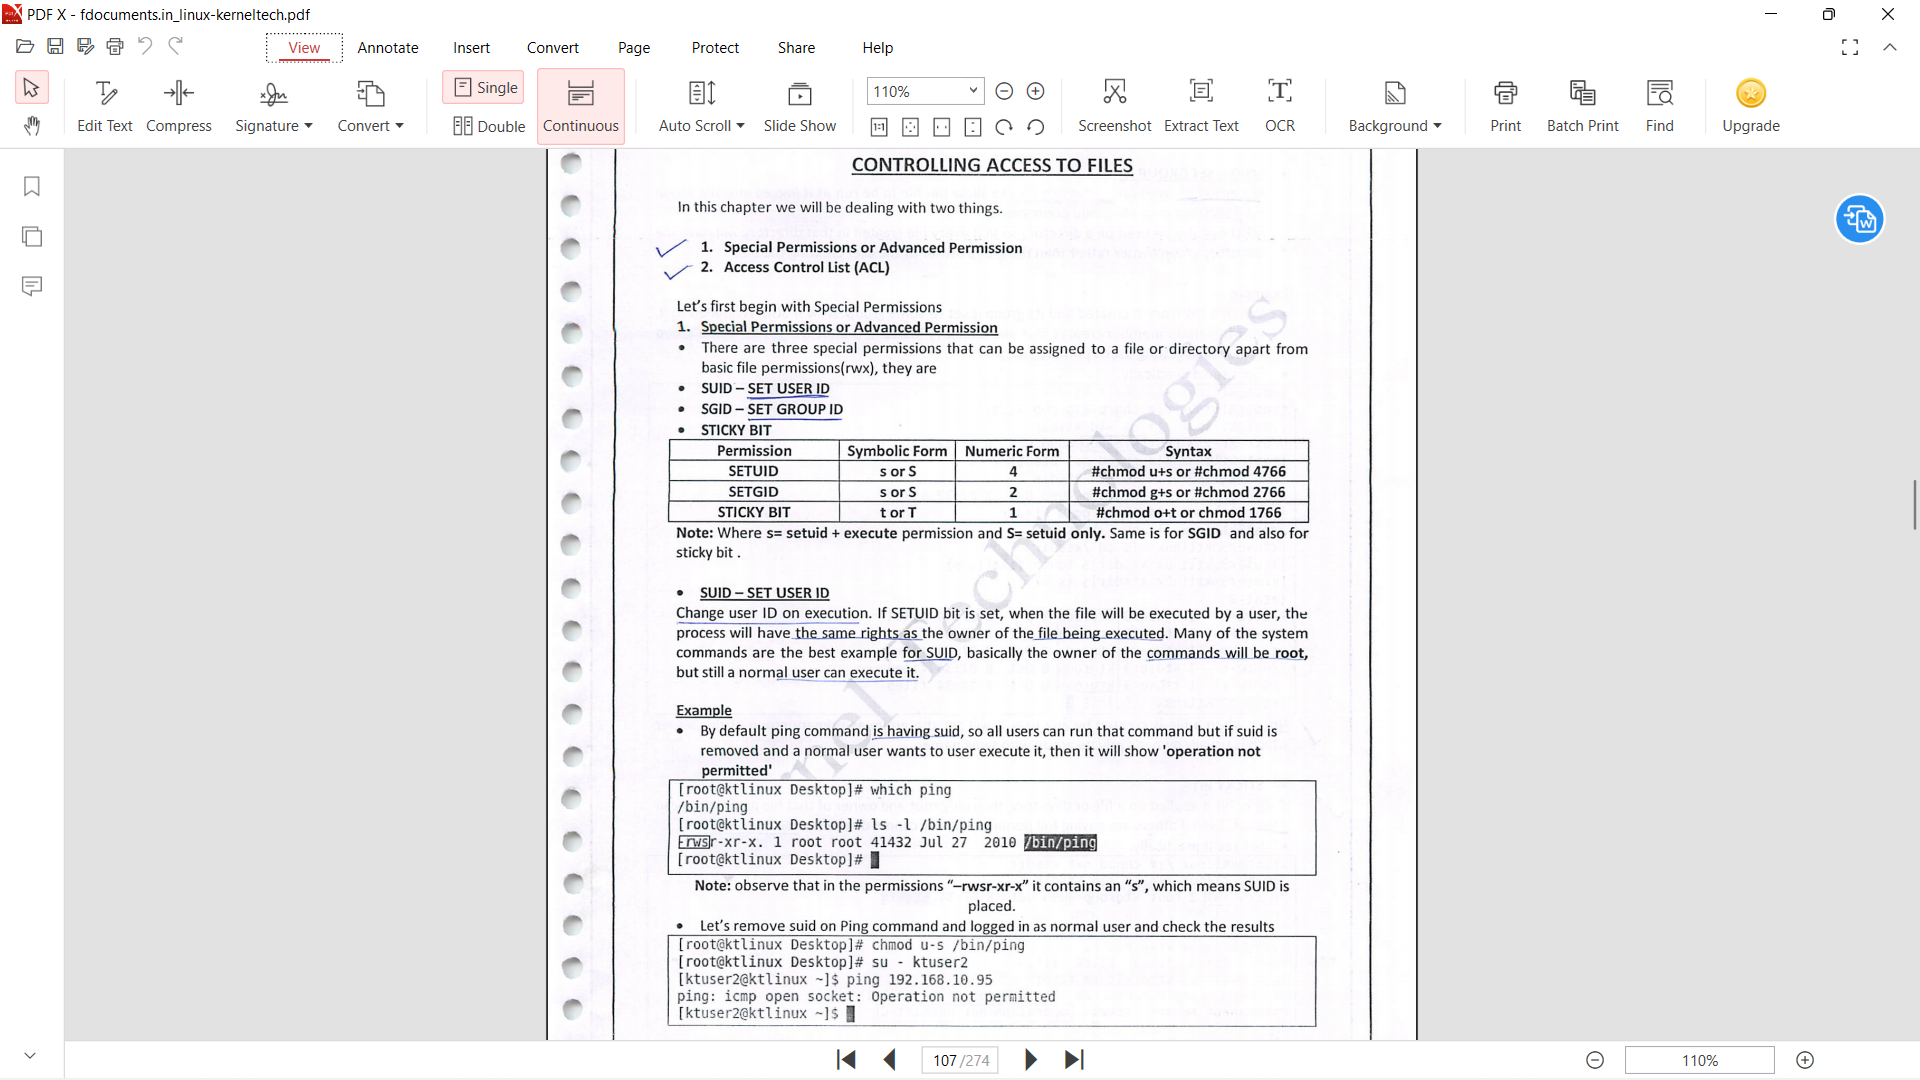 PDF X - fdocuments.in_linux-kerneltech.pdf
View Annotate Insert Convert Page Protect Share Help
Edit Text Compress Signature Convert Single Double Continuous Auto Scroll Slide Show 110% 1:1 Screenshot Extract Text OCR Background Print Batch Print Find Upgrade
CONTROLLING ACCESS TO FILES
In this chapter we will be dealing with two things.
1. Special Permissions or Advanced Permission
2. Access Control List (ACL)
Let's first begin with Special Permissions
1. Special Permissions or Advanced Permission
• There are three special permissions that can be assigned to a file or directory apart from
basic file permissions(rwx), they are
• SUID – SET USER ID
• SGID – SET GROUP ID
• STICKY BIT
Permission Symbolic Form Numeric Form Syntax
SETUID s or S 4 #chmod u+s or #chmod 4766
SETGID s or S 2 #chmod g+s or #chmod 2766
STICKY BIT t or T 1 #chmod o+t or chmod 1766
Note: Where s= setuid + execute permission and S= setuid only. Same is for SGID and also for
sticky bit .
• SUID – SET USER ID
Change user ID on execution. If SETUID bit is set, when the file will be executed by a user, the
process will have the same rights as the owner of the file being executed. Many of the system
commands are the best example for SUID, basically the owner of the commands will be root,
but still a normal user can execute it.
Example
• By default ping command is having suid, so all users can run that command but if suid is
removed and a normal user wants to user execute it, then it will show 'operation not
permitted'
[root@ktlinux Desktop]# which ping
/bin/ping
[root@ktlinux Desktop]# ls -l /bin/ping
-rwsr-xr-x. 1 root root 41432 Jul 27  2010 /bin/ping
[root@ktlinux Desktop]#
Note: observe that in the permissions “–rwsr-xr-x” it contains an “s”, which means SUID is
placed.
• Let's remove suid on Ping command and logged in as normal user and check the results
[root@ktlinux Desktop]# chmod u-s /bin/ping
[root@ktlinux Desktop]# su - ktuser2
[ktuser2@ktlinux ~]$ ping 192.168.10.95
ping: icmp open socket: Operation not permitted
[ktuser2@ktlinux ~]$
nel Technologies
107 /274
110%